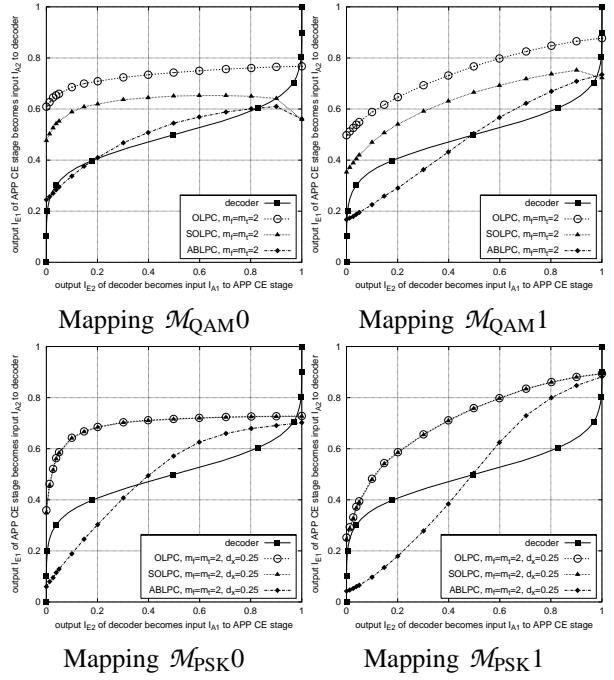 output I_E1 of APP CE stage becomes input I_A2 to decoder
1
0.8
0.6
0.4
0.2
0
0 0.2 0.4 0.6 0.8 1
decoder
OLPC, m_f=m_t=2
SOLPC, m_f=m_t=2
ABLPC, m_f=m_t=2
output I_E2 of decoder becomes input I_A1 to APP CE stage
Mapping ℳ_QAM0
output I_E1 of APP CE stage becomes input I_A2 to decoder
1
0.8
0.6
0.4
0.2
0
0 0.2 0.4 0.6 0.8 1
decoder
OLPC, m_f=m_t=2
SOLPC, m_f=m_t=2
ABLPC, m_f=m_t=2
output I_E2 of decoder becomes input I_A1 to APP CE stage
Mapping ℳ_QAM1
output I_E1 of APP CE stage becomes input I_A2 to decoder
1
0.8
0.6
0.4
0.2
0
0 0.2 0.4 0.6 0.8 1
decoder
OLPC, m_f=m_t=2, d_x=0.25
SOLPC, m_f=m_t=2, d_x=0.25
ABLPC, m_f=m_t=2, d_x=0.25
output I_E2 of decoder becomes input I_A1 to APP CE stage
Mapping ℳ_PSK0
output I_E1 of APP CE stage becomes input I_A2 to decoder
1
0.8
0.6
0.4
0.2
0
0 0.2 0.4 0.6 0.8 1
decoder
OLPC, m_f=m_t=2, d_x=0.25
SOLPC, m_f=m_t=2, d_x=0.25
ABLPC, m_f=m_t=2, d_x=0.25
output I_E2 of decoder becomes input I_A1 to APP CE stage
Mapping ℳ_PSK1